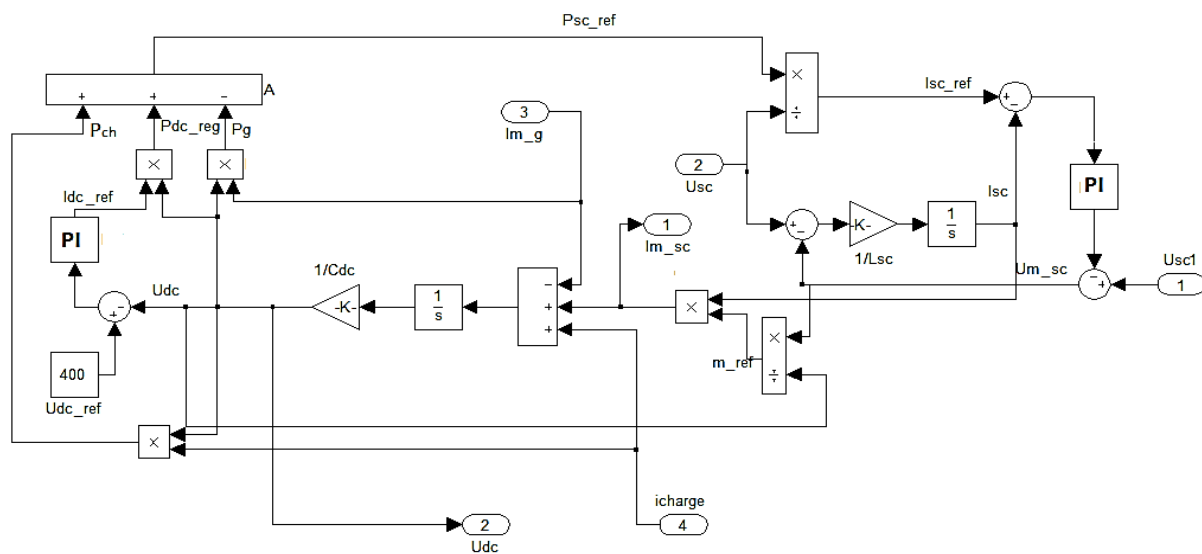 Psc_ref
A
+ + -
Pch
Pdc_reg
Pg
×
×
Idc_ref
PI
Udc
-
+
400
Udc_ref
×
1/Cdc
-K-
1
s
3
Im_g
1
Im_sc
-
+
+
×
m_ref
×
÷
×
÷
2
Usc
Isc_ref
+
-
PI
Isc
+
-
-K-
1/Lsc
1
s
Um_sc
-
+
Usc1
1
icharge
4
2
Udc